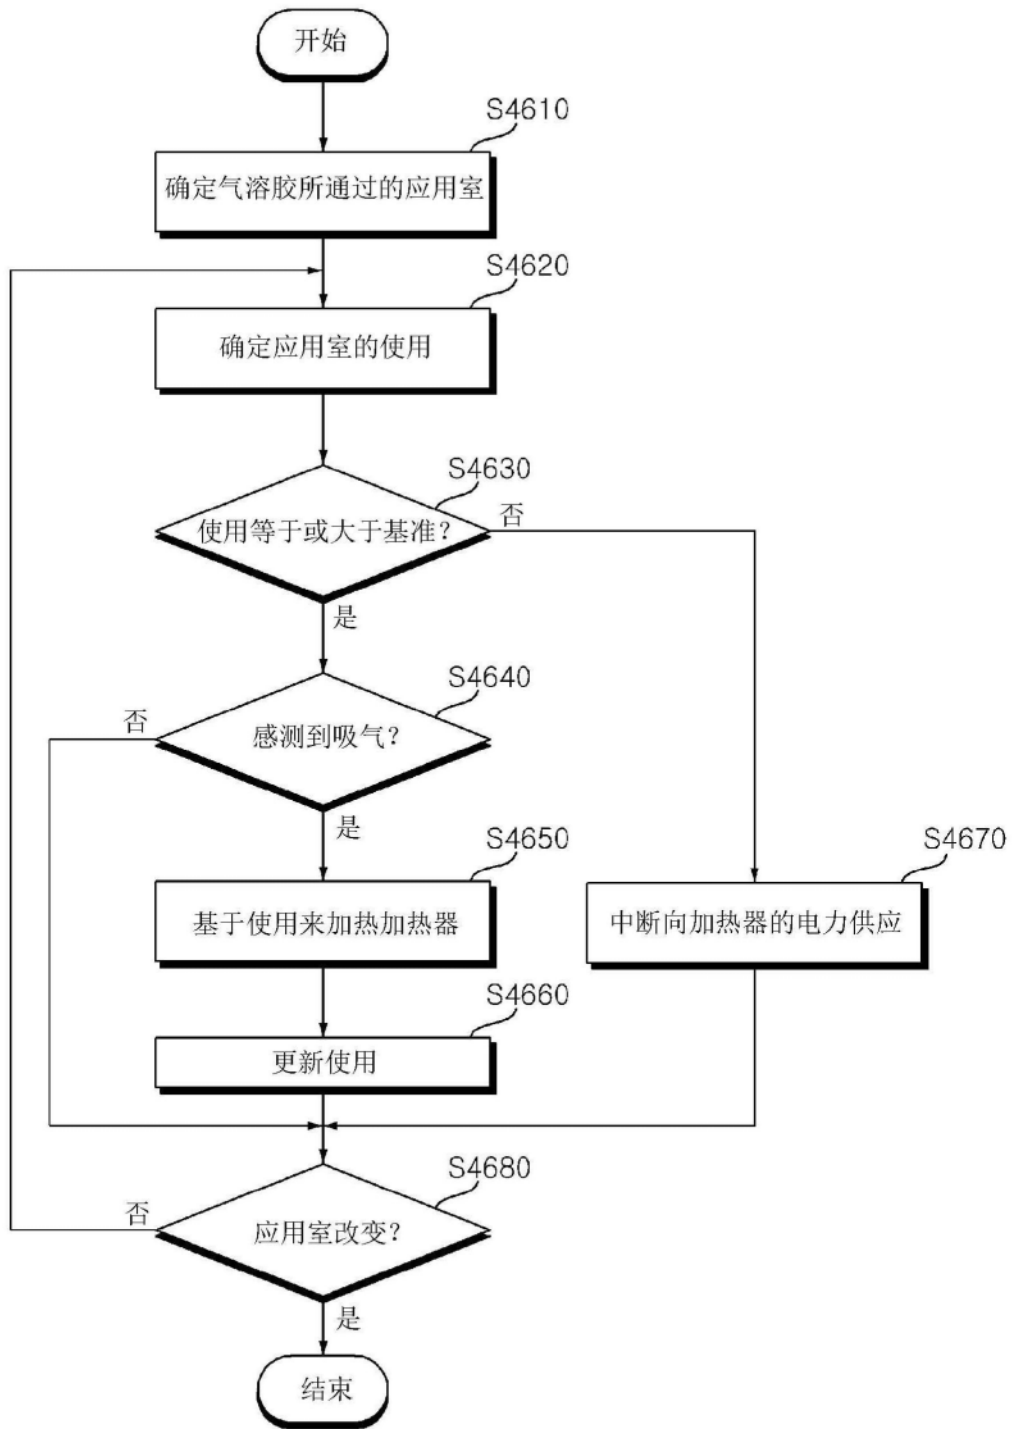 开始
S4610
确定气溶胶所通过的应用室
S4620
确定应用室的使用
S4630
使用等于或大于基准？
否
是
S4640
感测到吸气？
否
是
S4650
基于使用来加热加热器
S4670
中断向加热器的电力供应
S4660
更新使用
S4680
应用室改变？
否
是
结束